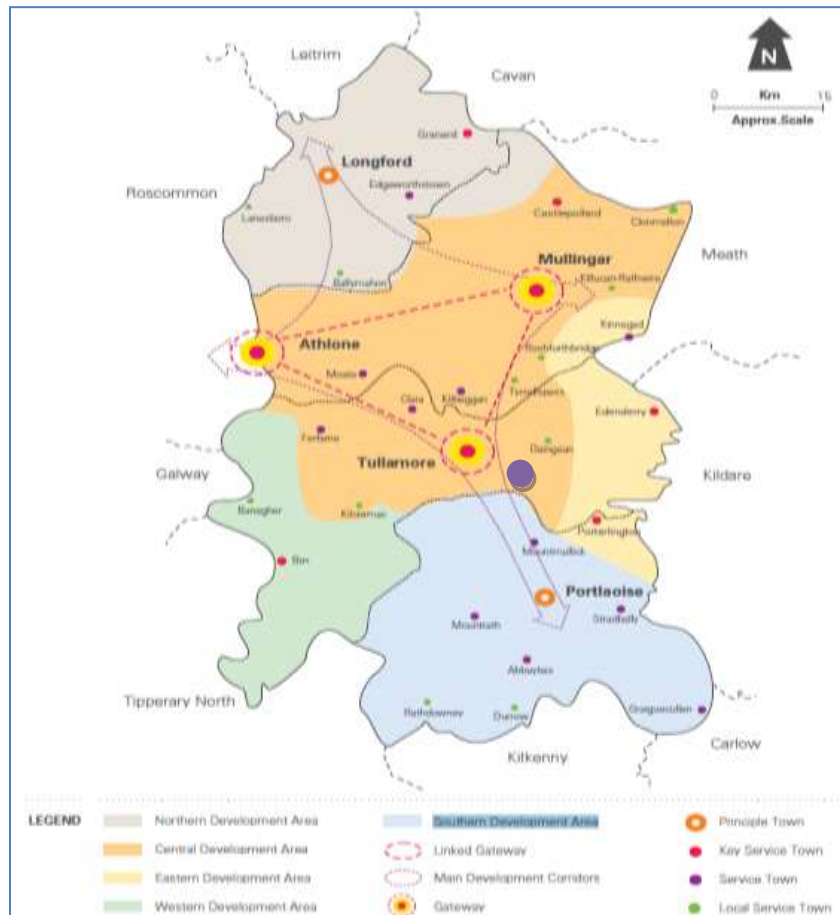 Leitrim
N
Cavan
0 Km 15
Approx.Scale
Granard
Longford
Edgeworthstown
Roscommon
Lanesboro
Castlepollard
Clonmellon
Meath
Mullingar
Ballymahon
Kinnegad
Athlone
Rochfortbridge
Moate
Clara
Kilbeggan
Tyrrellspass
Edenderry
Ferbane
Daingean
Tullamore
Galway
Kildare
Banagher
Kilcormac
Portarlington
Mountmellick
Birr
Portlaoise
Mountrath
Stradbally
Abbeyleix
Tipperary North
Rathdowney
Durrow
Graiguecullen
Carlow
Kilkenny
LEGEND
Northern Development Area
Southern Development Area
Principle Town
Central Development Area
Linked Gateway
Key Service Town
Eastern Development Area
Main Development Corridors
Service Town
Western Development Area
Gateway
Local Service Town